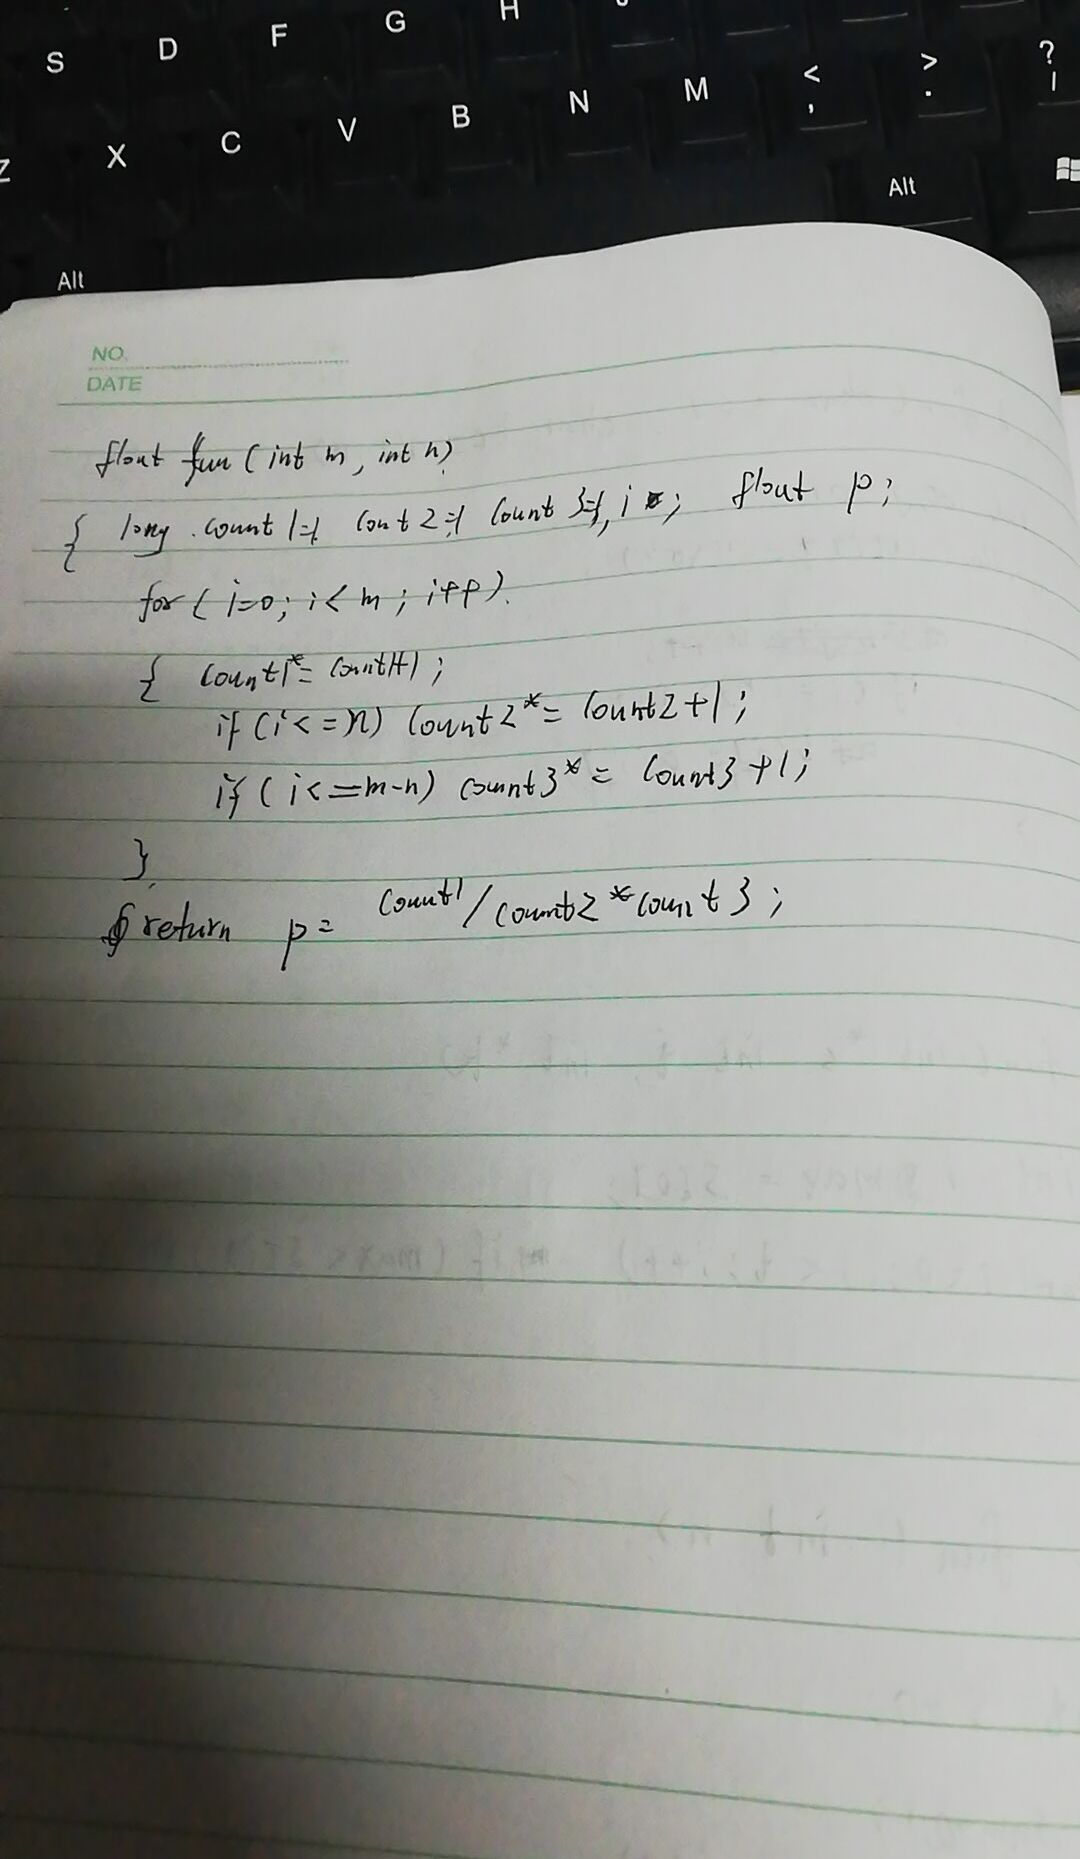 S D F G H J
Z X C V B N M < , > . ? /
Alt Alt
NO.
DATE
float fun (int m, int n)
{ long count1=1, count2=1, count3=1, i; float p;
for (i=0; i<m; i++)
{ count1*= count1+1;
if (i<=n) count2*= count2+1;
if (i<=m-n) count3*= count3+1;
}
return p= count1/count2*count3;